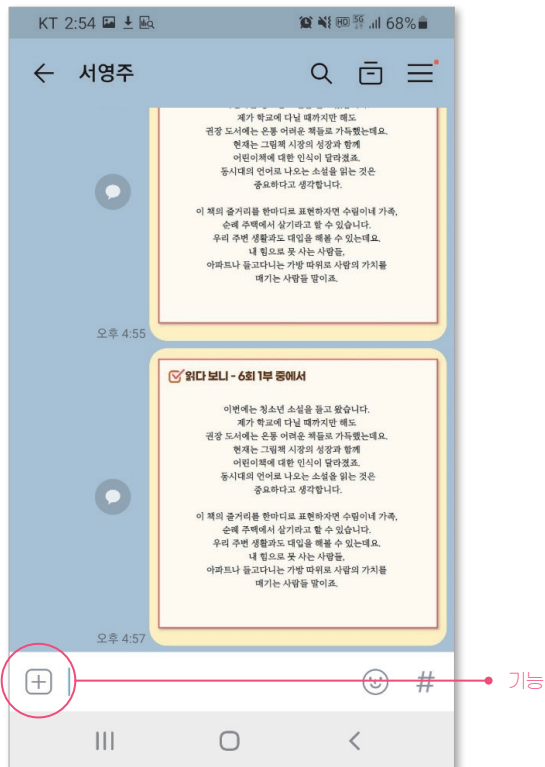 KT 2:54 68%
서영주
제가 학교에 다닐 때까지만 해도
권장 도서에는 온통 어려운 책들로 가득했는데요.
현재는 그림책 시장의 성장과 함께
어린이책에 대한 인식이 달라졌죠.
동시대의 언어로 나오는 소설을 읽는 것은
중요하다고 생각합니다.
이 책의 줄거리를 한마디로 표현하자면 수림이네 가족,
순례 주택에서 살기라고 할 수 있습니다.
우리 주변 생활과도 대입을 해볼 수 있는데요.
내 힘으로 못 사는 사람들,
아파트나 들고다니는 가방 따위로 사람의 가치를
매기는 사람들 말이죠.
오후 4:55
읽다 보니 - 6회 1부 중에서
이번에는 청소년 소설을 들고 왔습니다.
제가 학교에 다닐 때까지만 해도
권장 도서에는 온통 어려운 책들로 가득했는데요.
현재는 그림책 시장의 성장과 함께
어린이책에 대한 인식이 달라졌죠.
동시대의 언어로 나오는 소설을 읽는 것은
중요하다고 생각합니다.
이 책의 줄거리를 한마디로 표현하자면 수림이네 가족,
순례 주택에서 살기라고 할 수 있습니다.
우리 주변 생활과도 대입을 해볼 수 있는데요.
내 힘으로 못 사는 사람들,
아파트나 들고다니는 가방 따위로 사람의 가치를
매기는 사람들 말이죠.
오후 4:57
#
기능